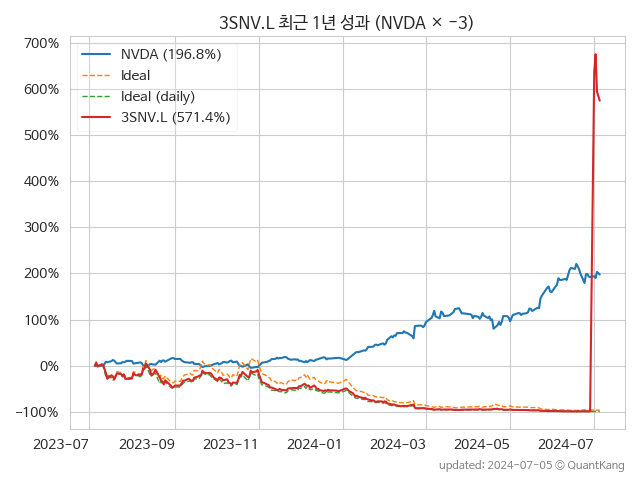 3SNV.L 최근 1년 성과 (NVDA × −3)
700%
600%
500%
400%
300%
200%
100%
0%
−100%
NVDA (196.8%)
Ideal
Ideal (daily)
3SNV.L (571.4%)
2023-07
2023-09
2023-11
2024-01
2024-03
2024-05
2024-07
updated: 2024-07-05 © QuantKang